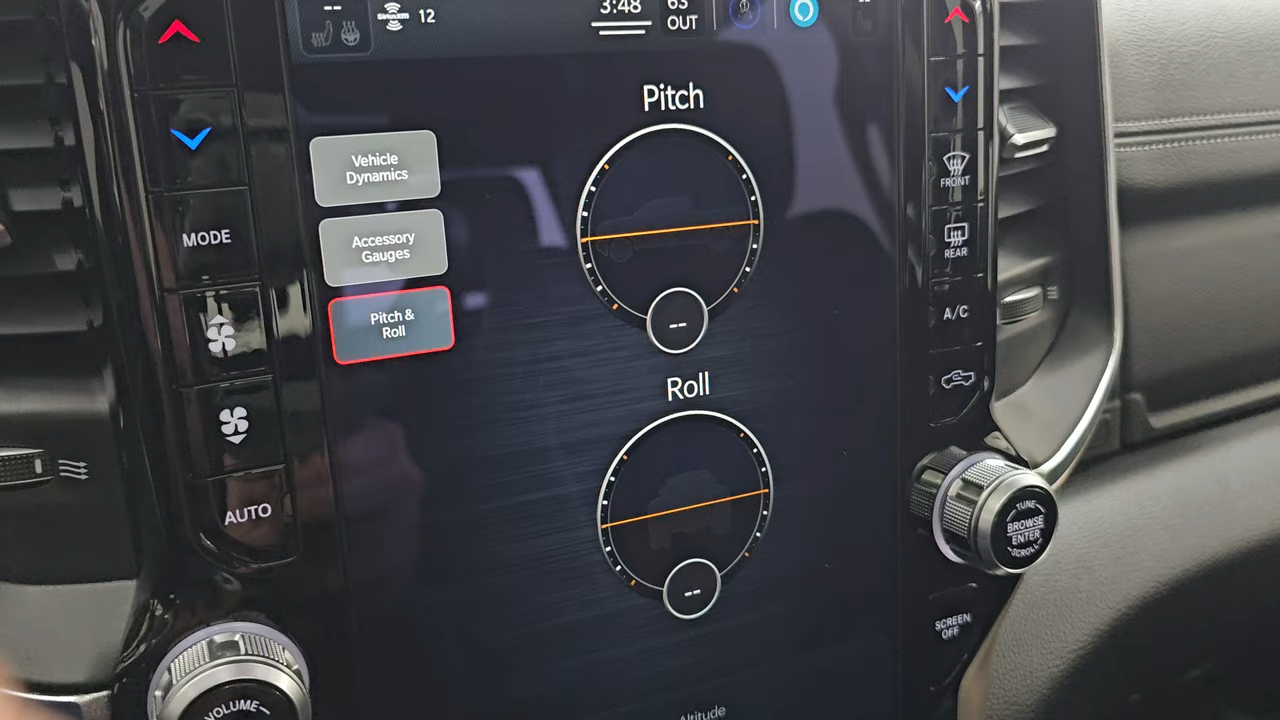 --
SiriusXM
12
3:48
63
OUT
Pitch
Vehicle
Dynamics
Accessory
Gauges
Pitch &
Roll
--
Roll
--
Altitude
MODE
AUTO
VOLUME
FRONT
REAR
A/C
TUNE
BROWSE
ENTER
SCROLL
SCREEN
OFF